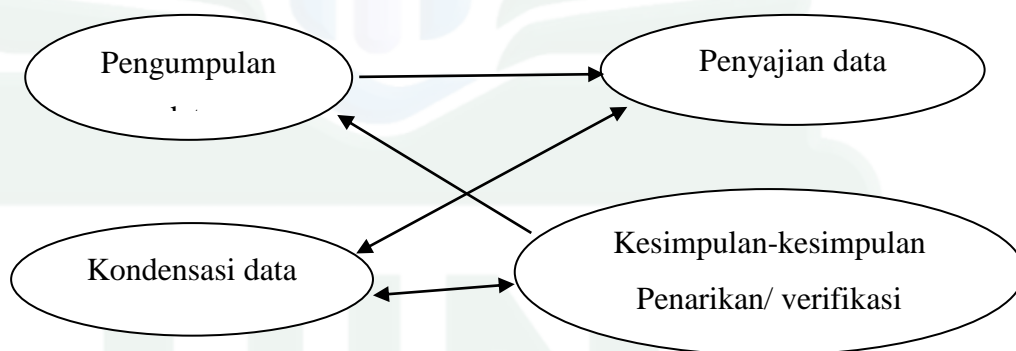 Pengumpulan
Penyajian data
Kondensasi data
Kesimpulan-kesimpulan
Penarikan/ verifikasi